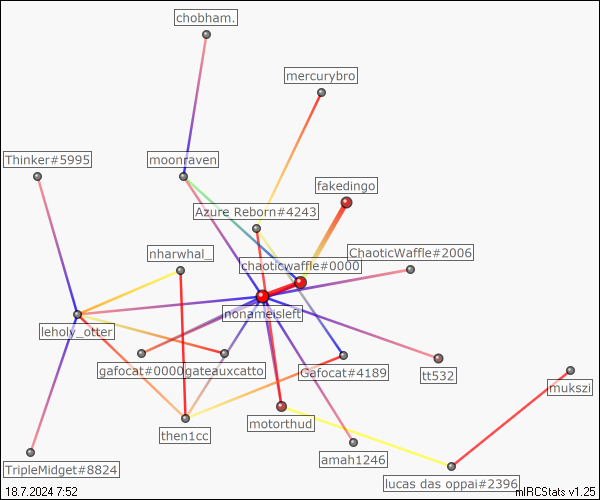 chobham.
mercurybro
Thinker#5995
moonraven
fakedingo
Azure Reborn#4243
nharwhal_
ChaoticWaffle#2006
chaoticwaffle#0000
nonameisleft
leholy_otter
gafocat#0000
gateauxcatto
Gafocat#4189
tt532
mukszi
motorthud
then1cc
amah1246
TripleMidget#8824
lucas das oppai#2396
18.7.2024 7:52
mIRCStats v1.25